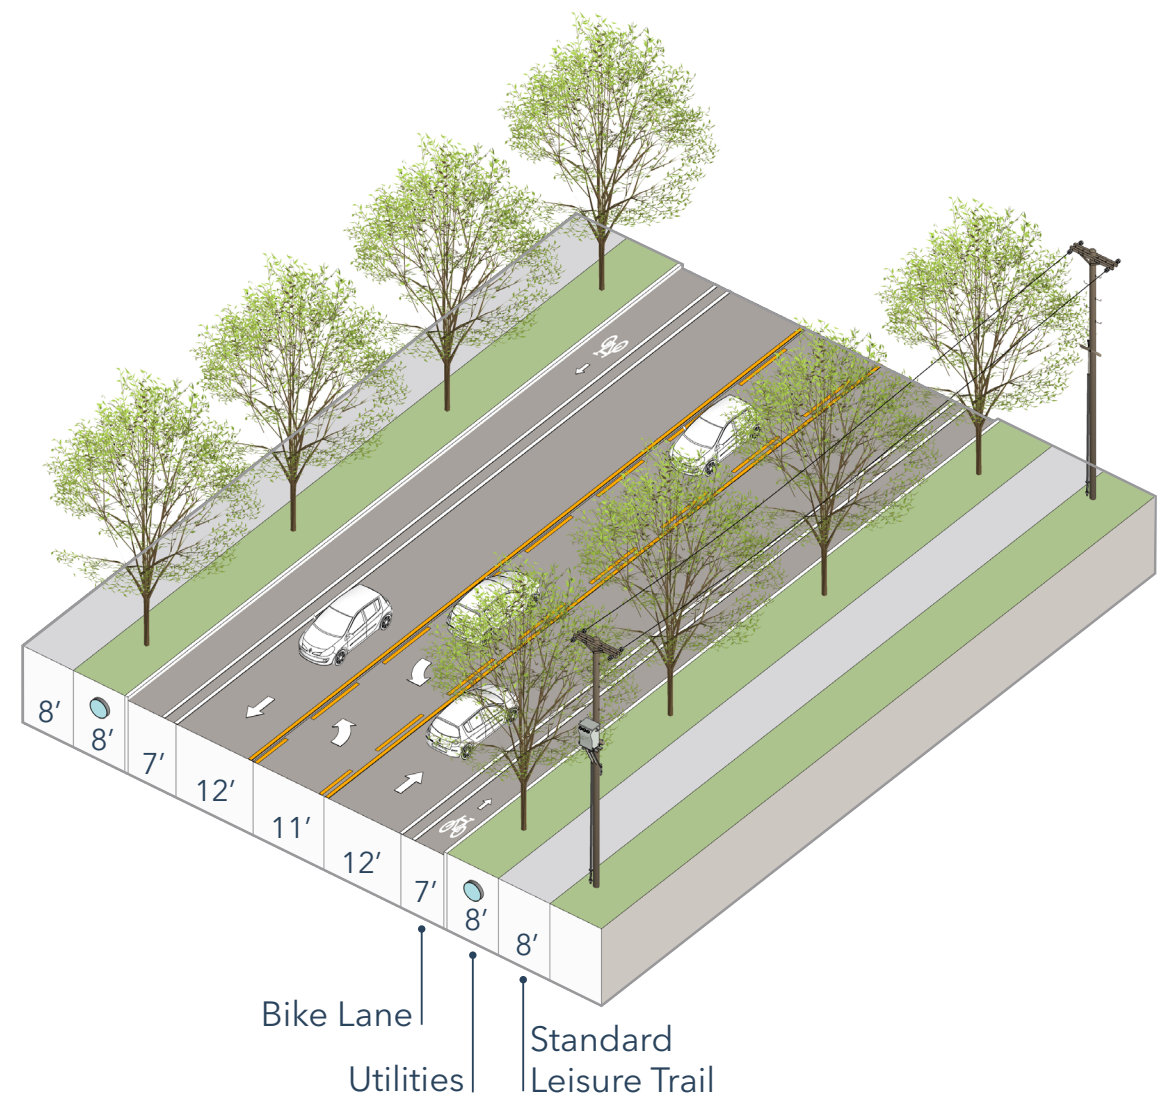 8’
8’
7’
12’
11’
12’
7’
8’
8’
Bike Lane
Utilities
Standard
Leisure Trail